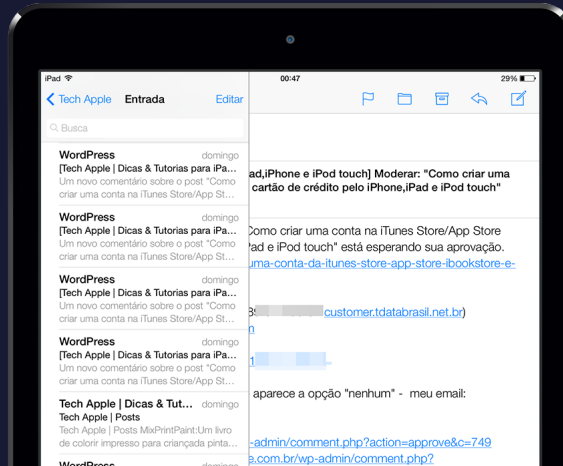 iPad
00:47
29%
Tech Apple
Entrada
Editar
Busca
WordPress domingo
[Tech Apple | Dicas & Tutorias para iPa...
Um novo comentário sobre o post "Como
criar uma conta na iTunes Store/App St...
WordPress domingo
[Tech Apple | Dicas & Tutorias para iPa...
Um novo comentário sobre o post "Como
criar uma conta na iTunes Store/App St...
WordPress domingo
[Tech Apple | Dicas & Tutorias para iPa...
Um novo comentário sobre o post "Como
criar uma conta na iTunes Store/App St...
WordPress domingo
[Tech Apple | Dicas & Tutorias para iPa...
Um novo comentário sobre o post "Como
criar uma conta na iTunes Store/App St...
Tech Apple | Dicas & Tut... domingo
Tech Apple | Posts
Tech Apple | Posts MixPrintPaint:Um livro
de colorir impresso para criançada pinta...
WordPress domingo
ad,iPhone e iPod touch] Moderar: "Como criar uma
cartão de crédito pelo iPhone,iPad e iPod touch"
Como criar uma conta na iTunes Store/App Store
Pad e iPod touch" está esperando sua aprovação.
uma-conta-da-itunes-store-app-store-ibookstore-e-
customer.tdatabrasil.net.br)
aparece a opção "nenhum" - meu email:
-admin/comment.php?action=approve&c=749
e.com.br/wp-admin/comment.php?